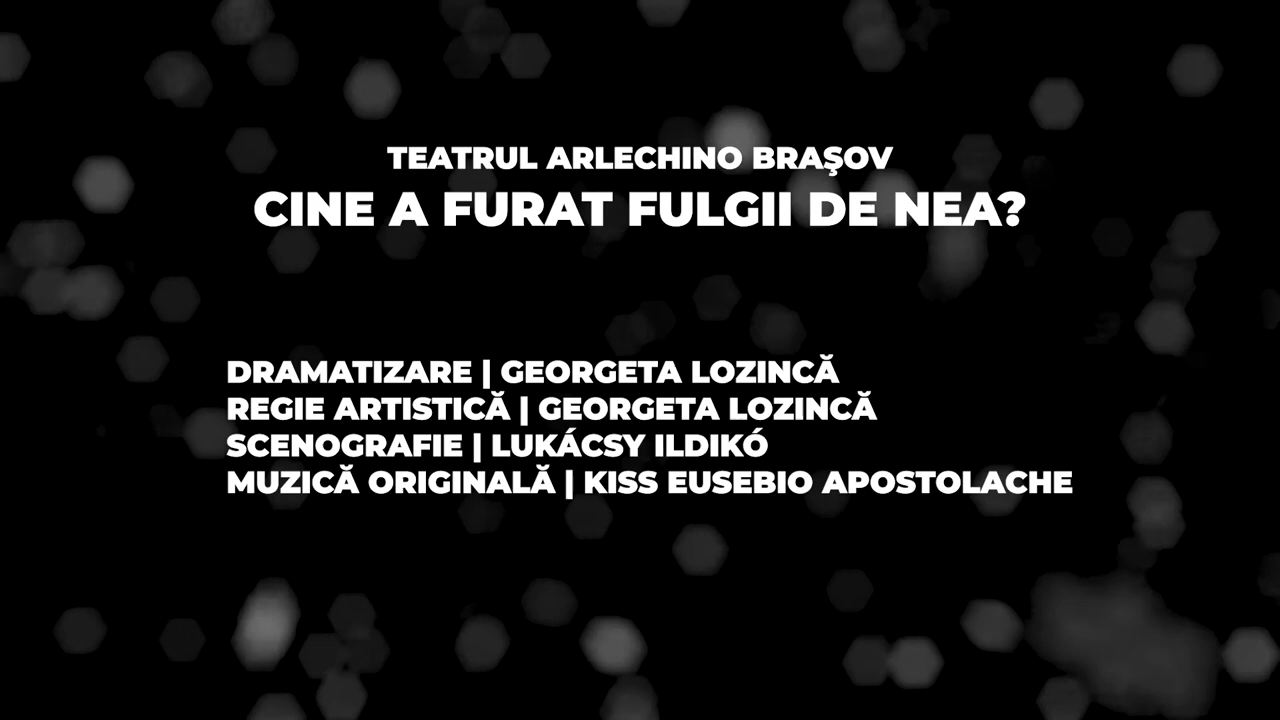 TEATRUL ARLECHINO BRAŞOV
CINE A FURAT FULGII DE NEA?
DRAMATIZARE | GEORGETA LOZINCĂ
REGIE ARTISTICĂ | GEORGETA LOZINCĂ
SCENOGRAFIE | LUKÁCSY ILDIKÓ
MUZICĂ ORIGINALĂ | KISS EUSEBIO APOSTOLACHE